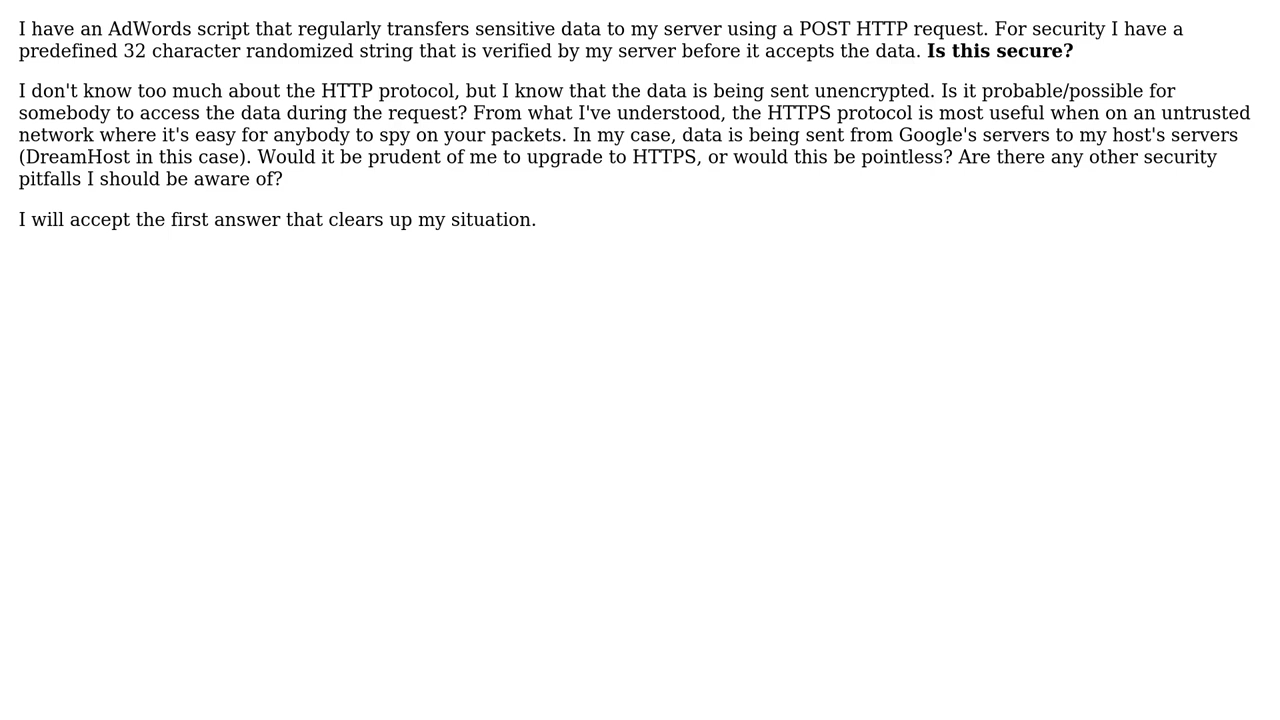 I have an AdWords script that regularly transfers sensitive data to my server using a POST HTTP request. For security I have a
predefined 32 character randomized string that is verified by my server before it accepts the data. Is this secure?
I don't know too much about the HTTP protocol, but I know that the data is being sent unencrypted. Is it probable/possible for
somebody to access the data during the request? From what I've understood, the HTTPS protocol is most useful when on an untrusted
network where it's easy for anybody to spy on your packets. In my case, data is being sent from Google's servers to my host's servers
(DreamHost in this case). Would it be prudent of me to upgrade to HTTPS, or would this be pointless? Are there any other security
pitfalls I should be aware of?
I will accept the first answer that clears up my situation.